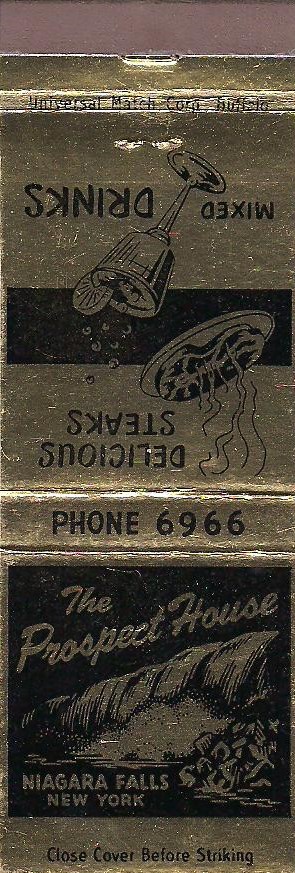 Universal Match Corp., Buffalo
MIXED DRINKS
DELICIOUS
STEAKS
PHONE 6966
The
Prospect House
NIAGARA FALLS
NEW YORK
Close Cover Before Striking